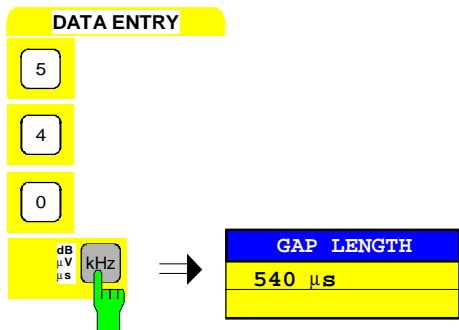 DATA ENTRY
5
4
0
dB
µV
µs
kHz
GAP LENGTH
540 µs